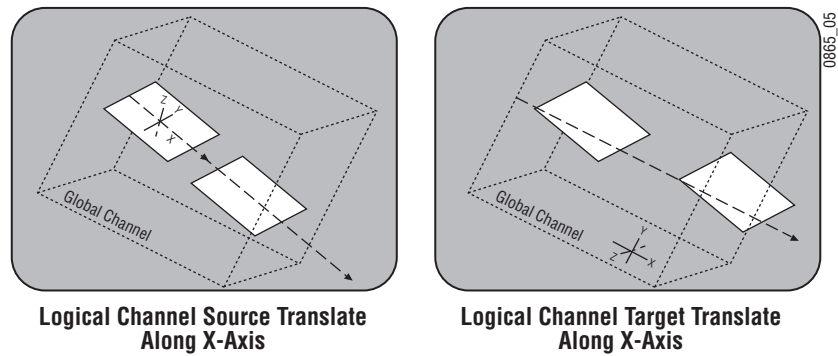 Z
Y
X
Global Channel
Logical Channel Source Translate
Along X-Axis
Global Channel
Y
Z
X
Logical Channel Target Translate
Along X-Axis
0865_05